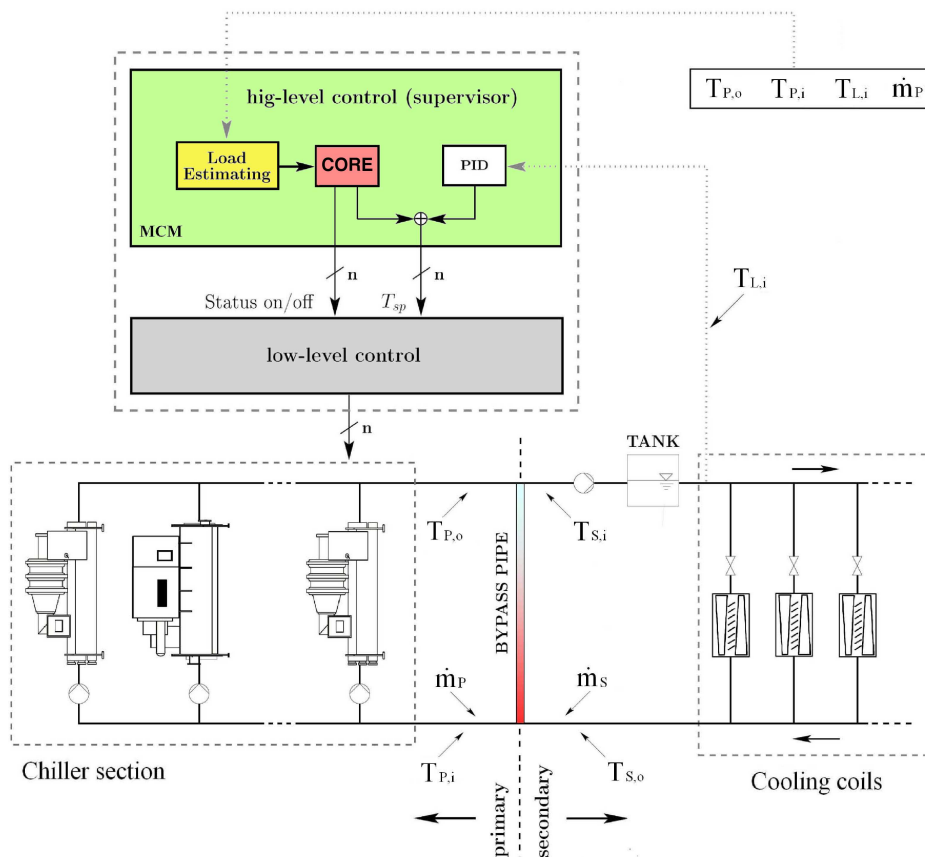 T_P,o T_P,i T_L,i ṁ_P
hig-level control (supervisor)
Load
Estimating
CORE
PID
MCM
n
n
Status on/off
T_sp
T_L,i
low-level control
n
TANK
T_P,o
T_S,i
BYPASS PIPE
ṁ_P
ṁ_S
T_P,i
T_S,o
Chiller section
Cooling coils
primary
secondary